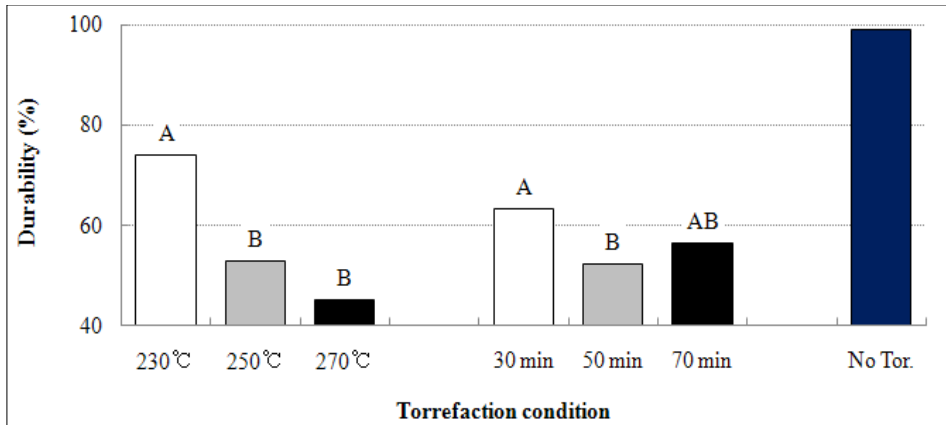 100
80
60
40
Durability (%)
A
B
B
A
B
AB
230℃
250℃
270℃
30 min
50 min
70 min
No Tor.
Torrefaction condition